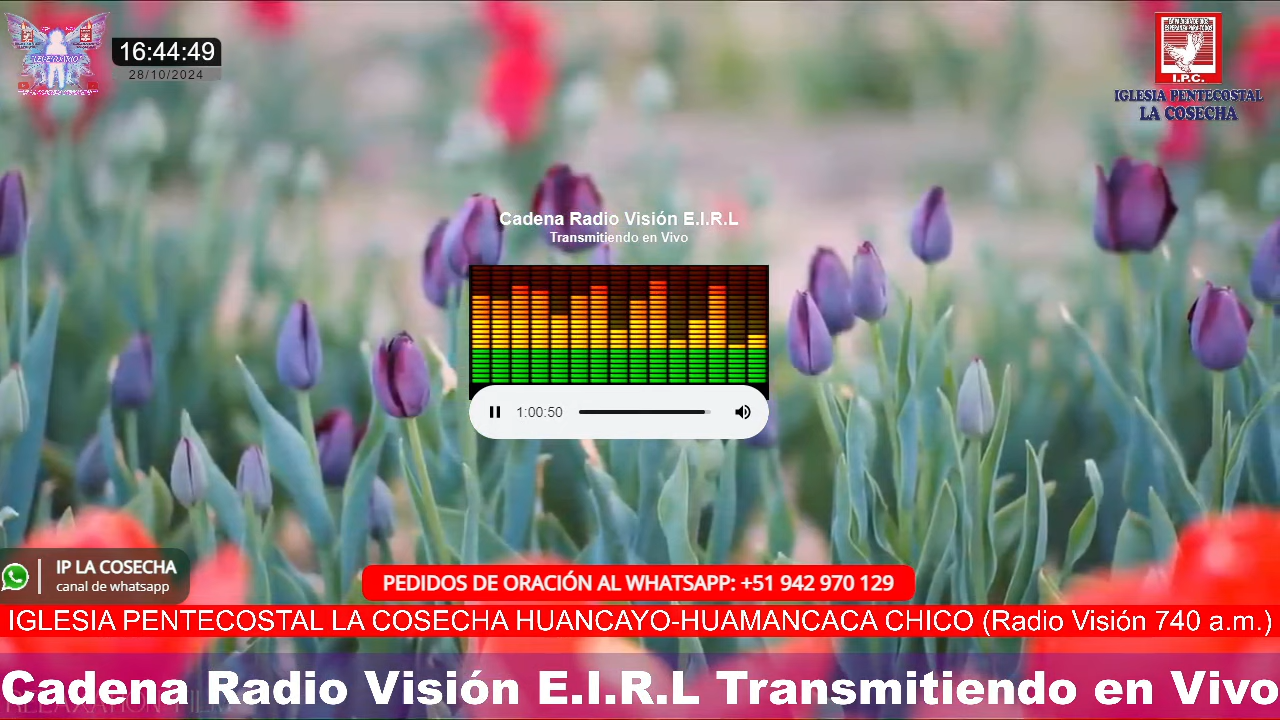 16:44:49
28/10/2024
I.P.C.
IGLESIA PENTECOSTAL
LA COSECHA
Cadena Radio Visión E.I.R.L
Transmitiendo en Vivo
1:00:50
IP LA COSECHA
canal de whatsapp
PEDIDOS DE ORACIÓN AL WHATSAPP: +51 942 970 129
IGLESIA PENTECOSTAL LA COSECHA HUANCAYO-HUAMANCACA CHICO (Radio Visión 740 a.m.)
Cadena Radio Visión E.I.R.L Transmitiendo en Vivo